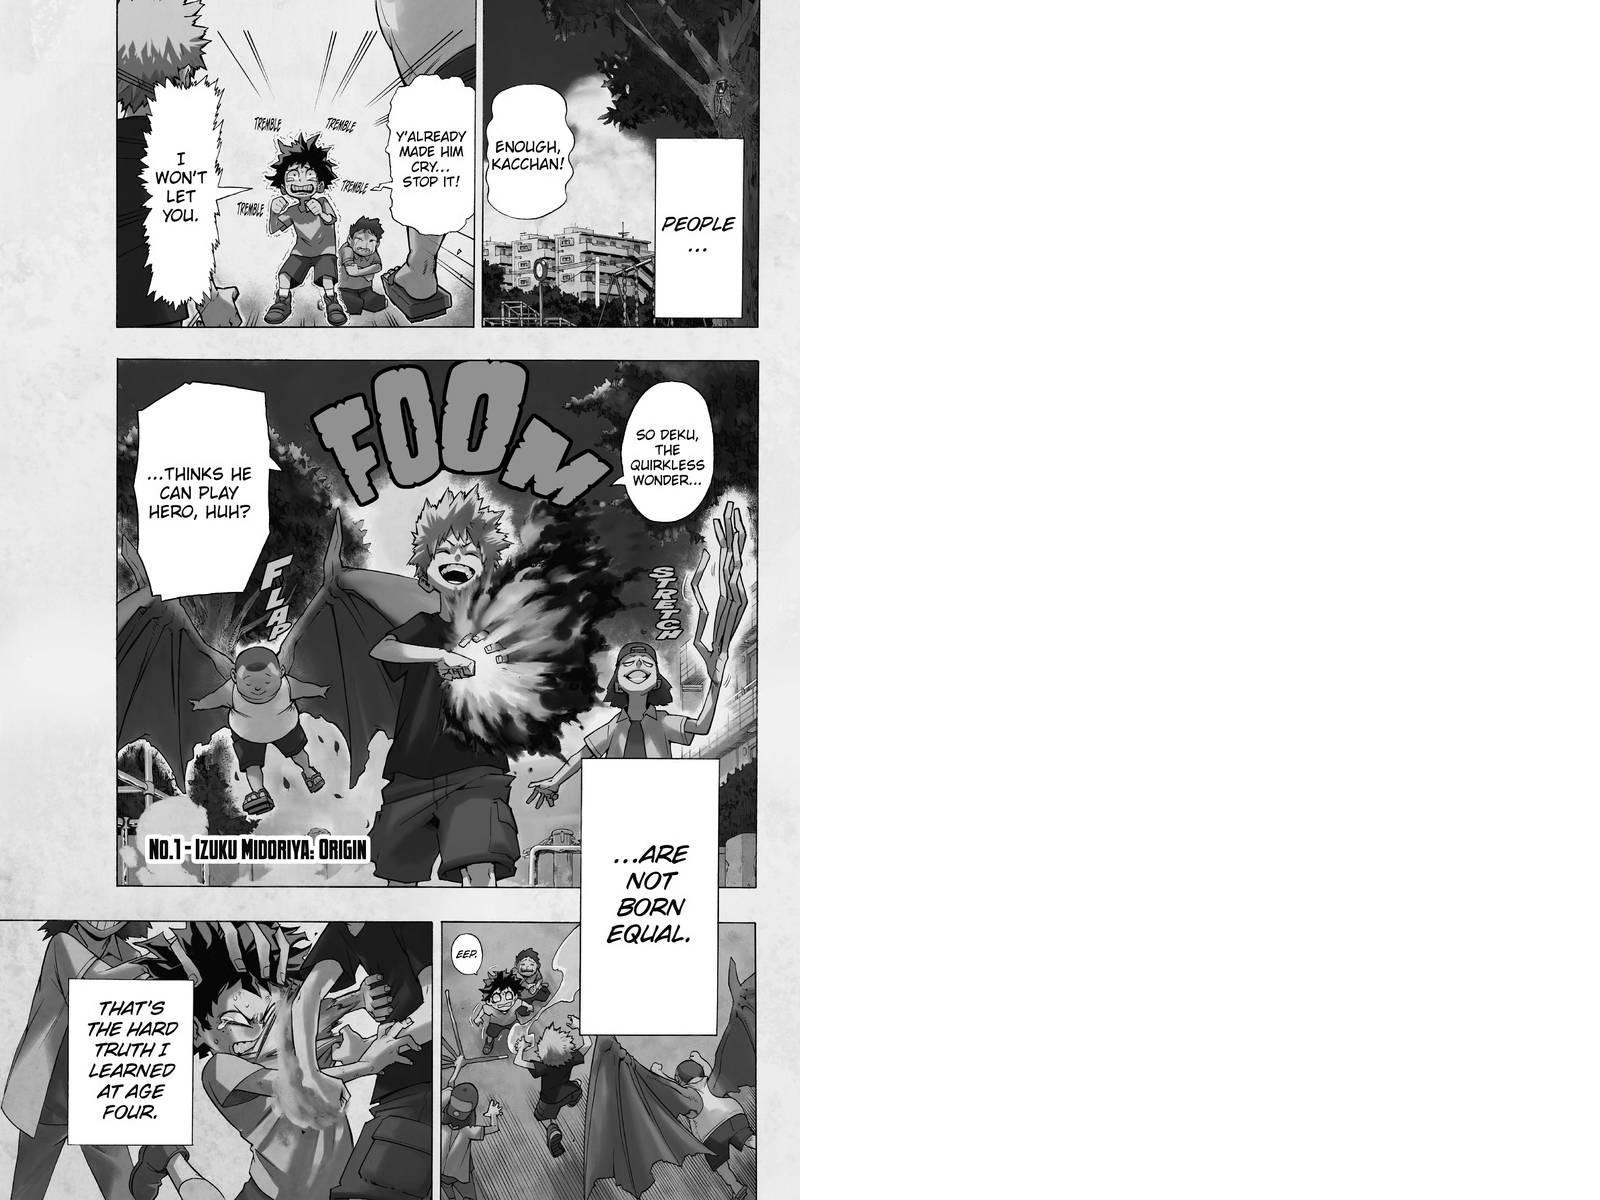 PEOPLE
...
ENOUGH,
KACCHAN!
Y'ALREADY
MADE HIM
CRY...
STOP IT!
TREMBLE
TREMBLE
TREMBLE
TREMBLE
I
WON'T
LET
YOU.
SO DEKU,
THE
QUIRKLESS
WONDER...
FOOM
STRETCH
...THINKS HE
CAN PLAY
HERO, HUH?
FLAP
No.1 - IZUKU MIDORIYA: ORIGIN
...ARE
NOT
BORN
EQUAL.
EEP.
THAT'S
THE HARD
TRUTH I
LEARNED
AT AGE
FOUR.